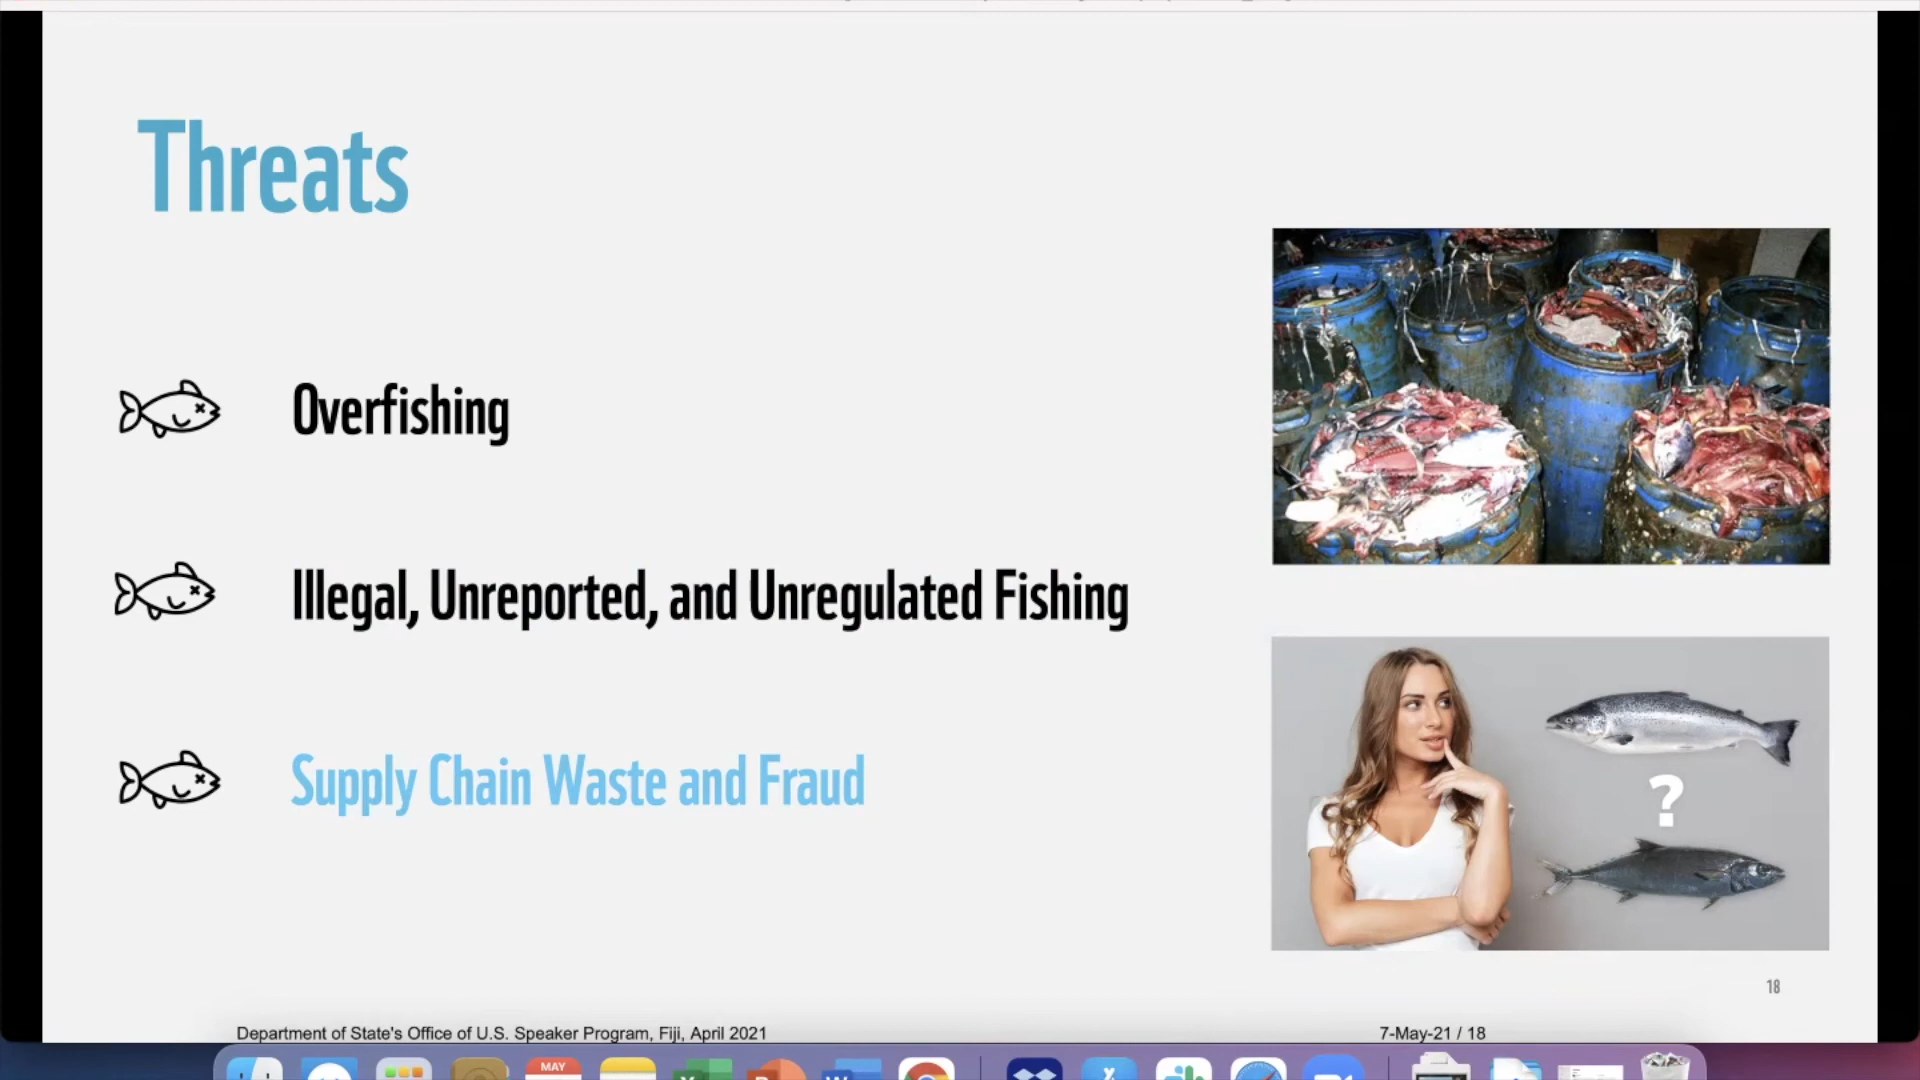 Threats
Overfishing
Illegal, Unreported, and Unregulated Fishing
Supply Chain Waste and Fraud
?
18
Department of State's Office of U.S. Speaker Program, Fiji, April 2021
7-May-21 / 18
MAY